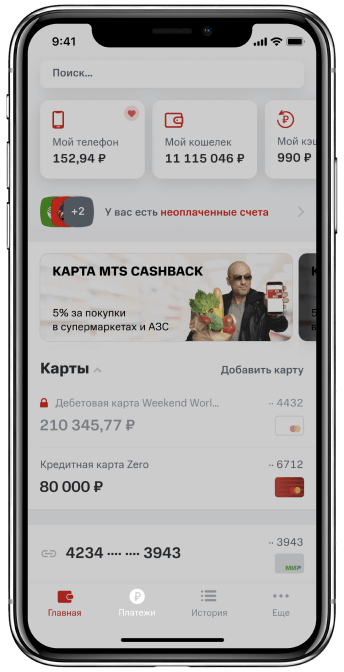 9:41
Поиск...
Мой телефон
152,94 ₽
Мой кошелек
11 115 046 ₽
Мой кэш
990 ₽
+2
У вас есть неоплаченные счета
КАРТА MTS CASHBACK
5% за покупки
в супермаркетах и АЗС
Карты
Добавить карту
Дебетовая карта Weekend Worl...
·· 4432
210 345,77 ₽
Кредитная карта Zero
·· 6712
80 000 ₽
4234 ···· ···· 3943
·· 3943
МИР
Главная
Платежи
История
Еще